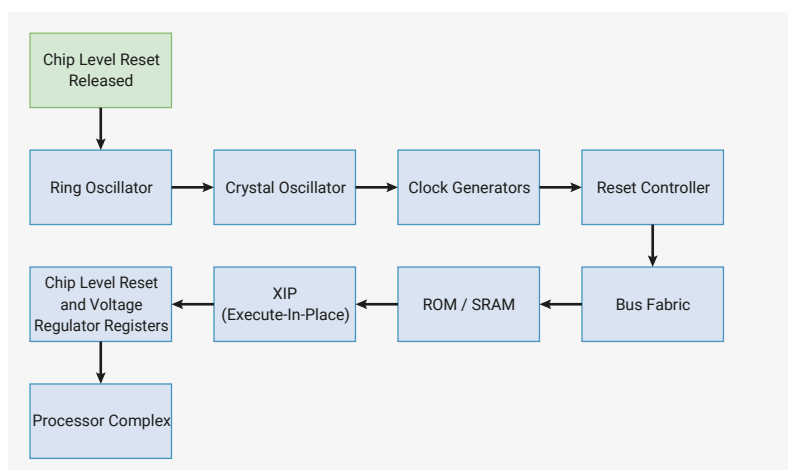 Chip Level Reset
Released
Ring Oscillator
Crystal Oscillator
Clock Generators
Reset Controller
Chip Level Reset
and Voltage
Regulator Registers
XIP
(Execute-In-Place)
ROM / SRAM
Bus Fabric
Processor Complex